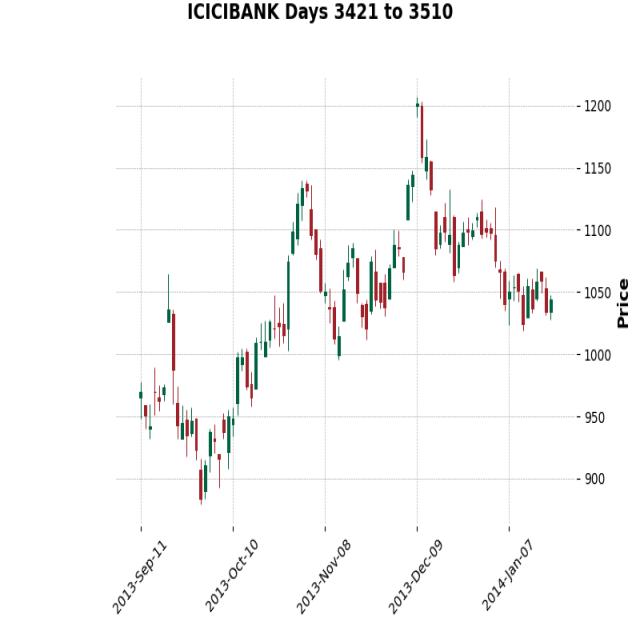 ICICIBANK Days 3421 to 3510
1200
1150
1100
1050
1000
950
900
Price
2013-Sep-11
2013-Oct-10
2013-Nov-08
2013-Dec-09
2014-Jan-07